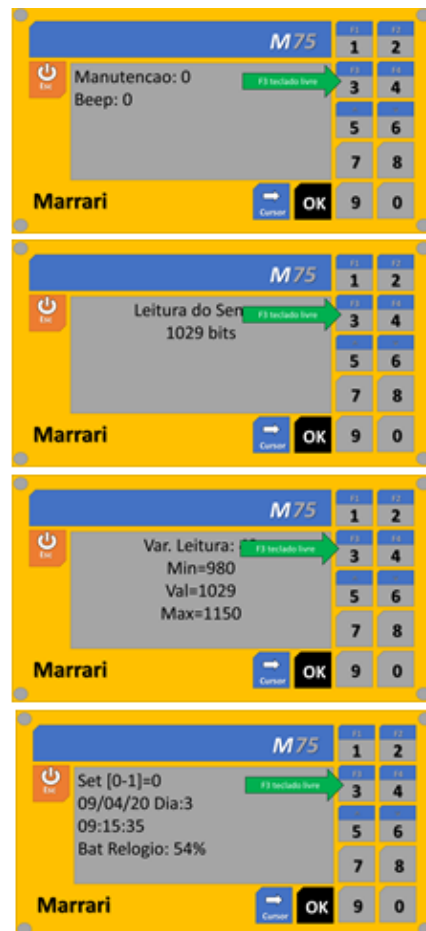 M75
F1 F2
1 2
Esc
Manutencao: 0
F3 teclado livre
F3 F4
3 4
Beep: 0
5 6
7 8
Marrari
Cursor
OK
9 0
M75
F1 F2
1 2
Esc
Leitura do Sen
F3 teclado livre
F3 F4
3 4
1029 bits
5 6
7 8
Marrari
Cursor
OK
9 0
M75
F1 F2
1 2
Esc
Var. Leitura:
F3 teclado livre
F3 F4
3 4
Min=980
Val=1029
5 6
Max=1150
7 8
Marrari
Cursor
OK
9 0
M75
F1 F2
1 2
Esc
Set [0-1]=0
F3 teclado livre
F3 F4
3 4
09/04/20 Dia:3
09:15:35
5 6
Bat Relogio: 54%
7 8
Marrari
Cursor
OK
9 0